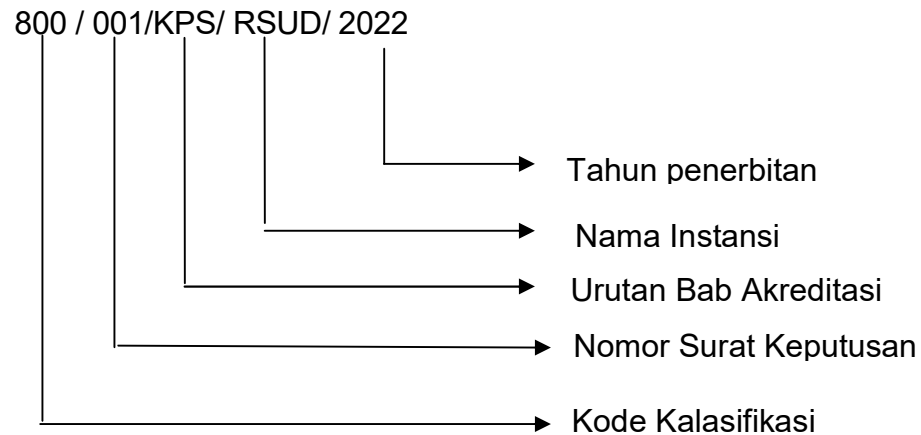 800 / 001/KPS/ RSUD/ 2022
Tahun penerbitan
Nama Instansi
Urutan Bab Akreditasi
Nomor Surat Keputusan
Kode Kalasifikasi